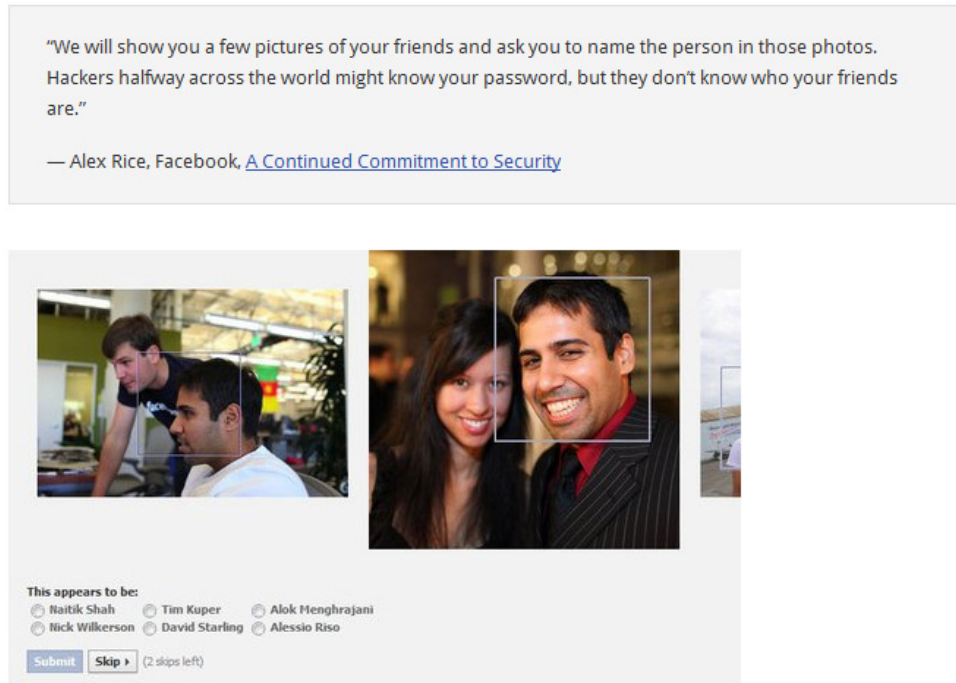 “We will show you a few pictures of your friends and ask you to name the person in those photos.
Hackers halfway across the world might know your password, but they don’t know who your friends
are.”
— Alex Rice, Facebook, A Continued Commitment to Security
This appears to be:
Naitik Shah Tim Kuper Alok Menghrajani
Nick Wilkerson David Starling Alessio Riso
Submit Skip (2 skips left)